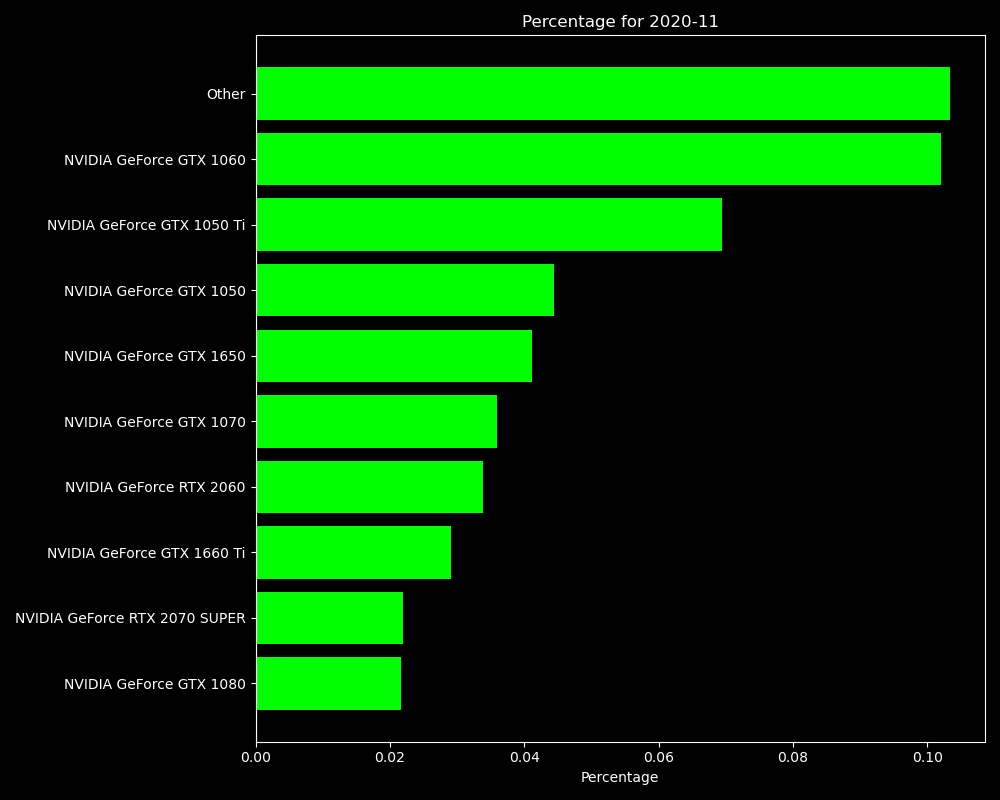 Percentage for 2020-11
Other
NVIDIA GeForce GTX 1060
NVIDIA GeForce GTX 1050 Ti
NVIDIA GeForce GTX 1050
NVIDIA GeForce GTX 1650
NVIDIA GeForce GTX 1070
NVIDIA GeForce RTX 2060
NVIDIA GeForce GTX 1660 Ti
NVIDIA GeForce RTX 2070 SUPER
NVIDIA GeForce GTX 1080
0.00 0.02 0.04 0.06 0.08 0.10
Percentage